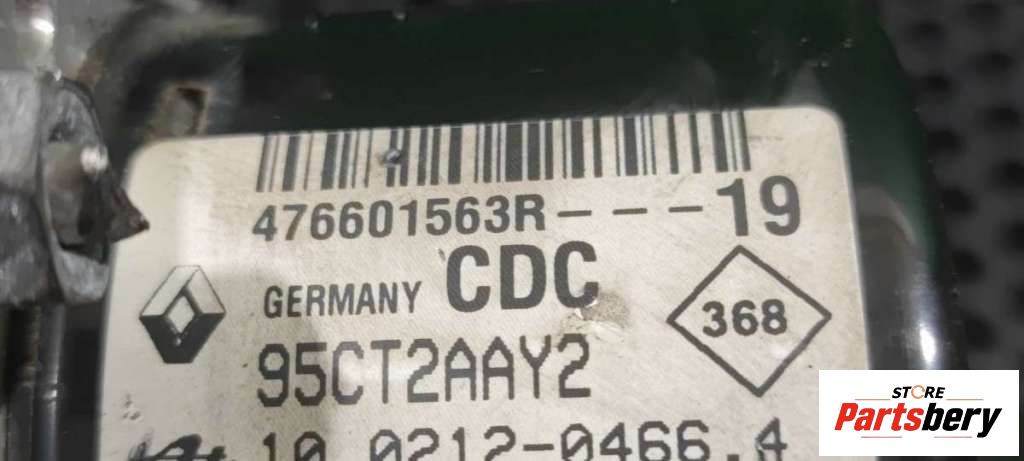 476601563R---19
GERMANY CDC
368
95CT2AAY2
10.0212-0466.4
STORE
Partsbery